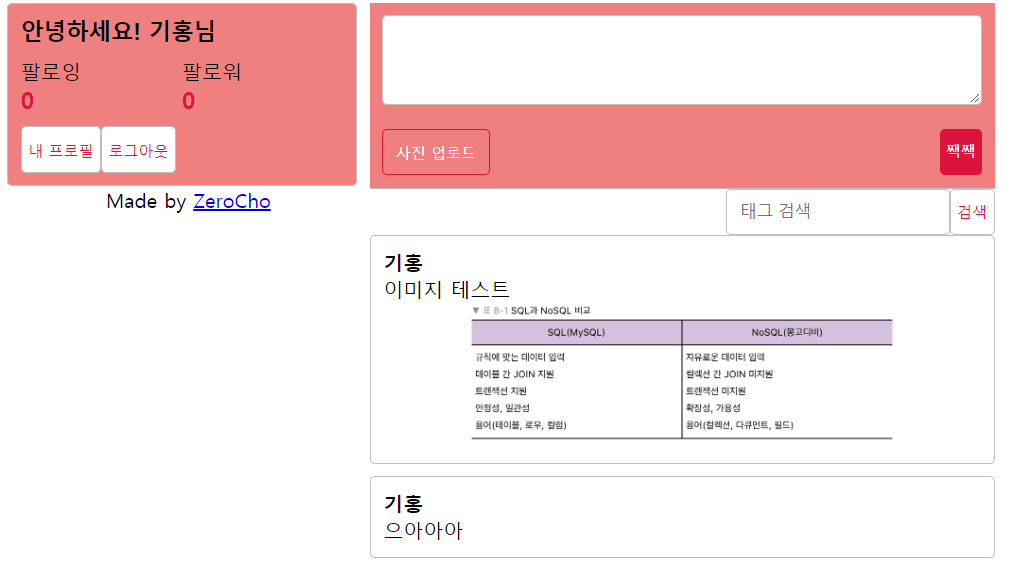 안녕하세요! 기홍님
팔로잉 팔로워
0 0
내 프로필 로그아웃
Made by ZeroCho
사진 업로드 짹짹
태그 검색 검색
기홍
이미지 테스트
▼ 표 8-1 SQL과 NoSQL 비교
SQL(MySQL) NoSQL(몽고디비)
규칙에 맞는 데이터 입력 자유로운 데이터 입력
테이블 간 JOIN 지원 컬렉션 간 JOIN 미지원
트랜잭션 지원 트랜잭션 미지원
안정성, 일관성 확장성, 가용성
용어(테이블, 로우, 컬럼) 용어(컬렉션, 다큐먼트, 필드)
기홍
으아아아